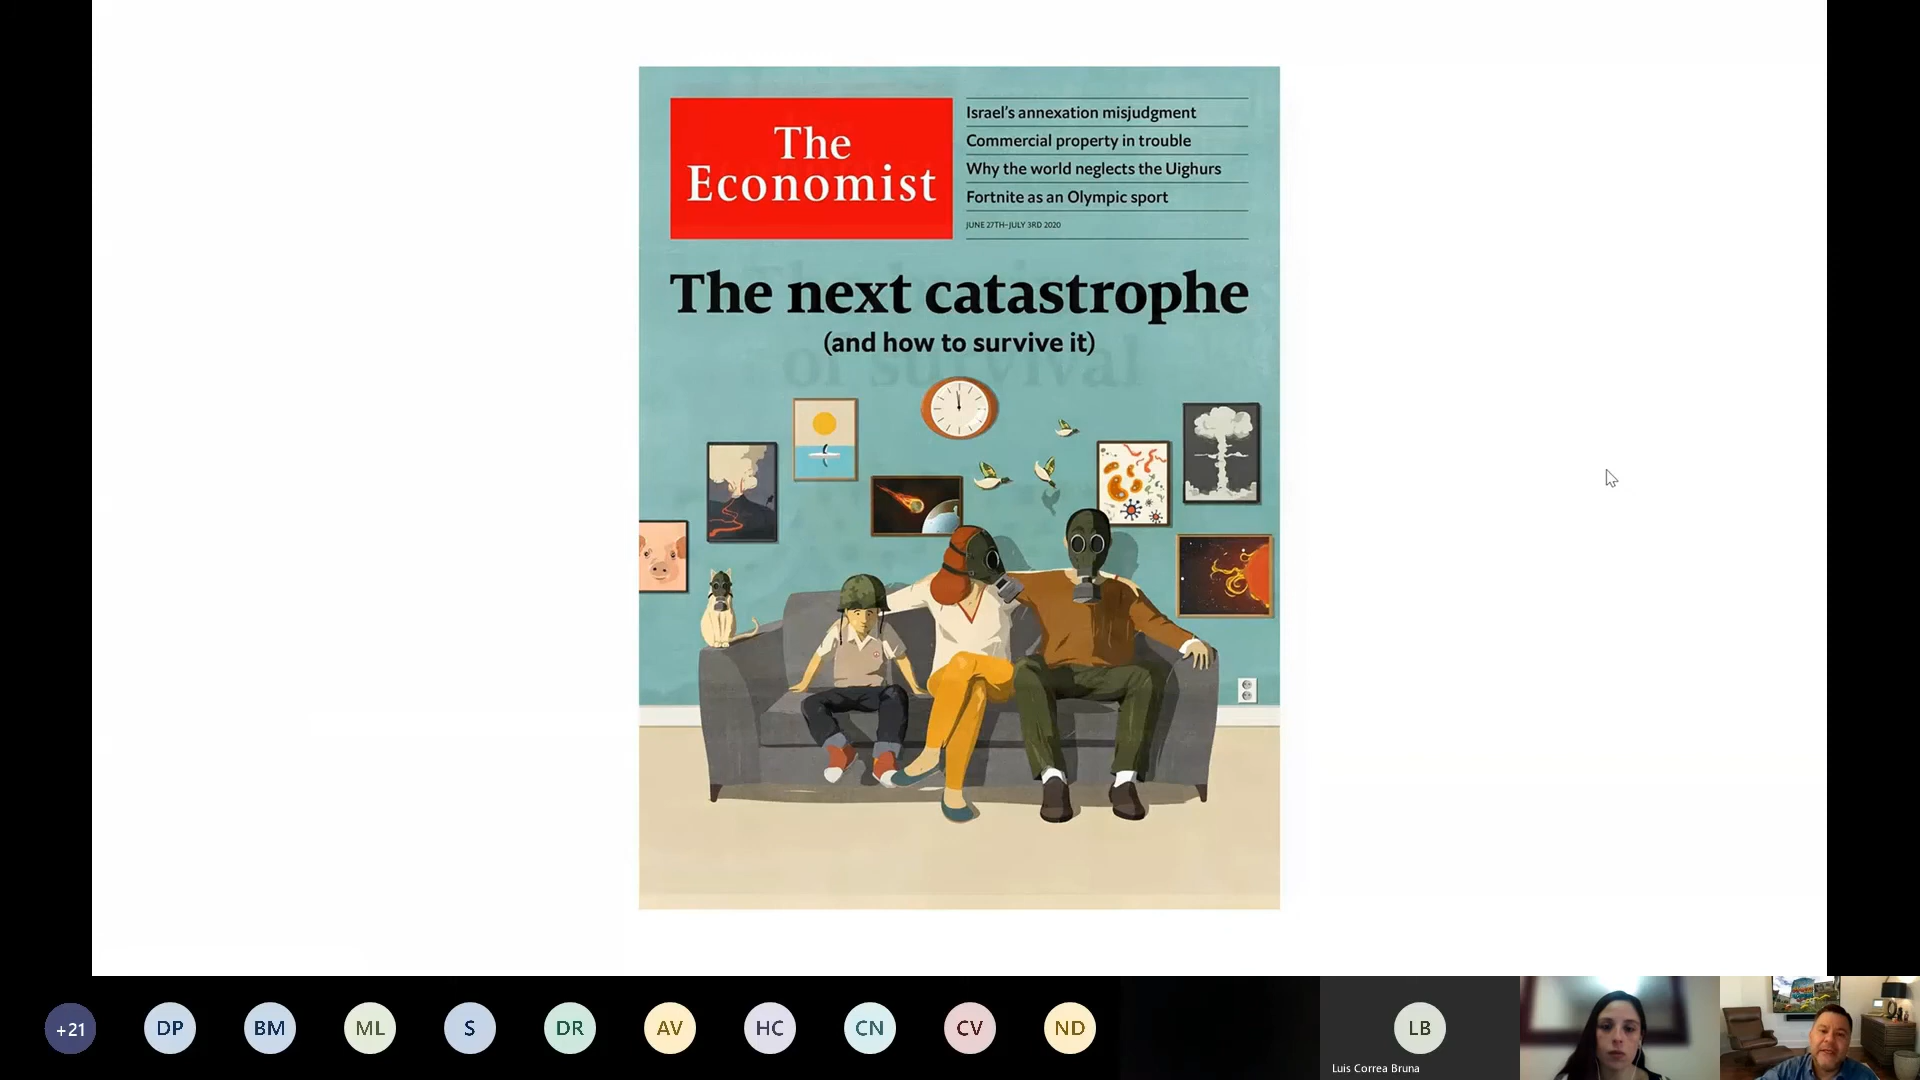 The
Economist
Israel's annexation misjudgment
Commercial property in trouble
Why the world neglects the Uighurs
Fortnite as an Olympic sport
JUNE 27TH–JULY 3RD 2020
The next catastrophe
(and how to survive it)
of survival
+21
DP
BM
ML
S
DR
AV
HC
CN
CV
ND
LB
Luis Correa Bruna